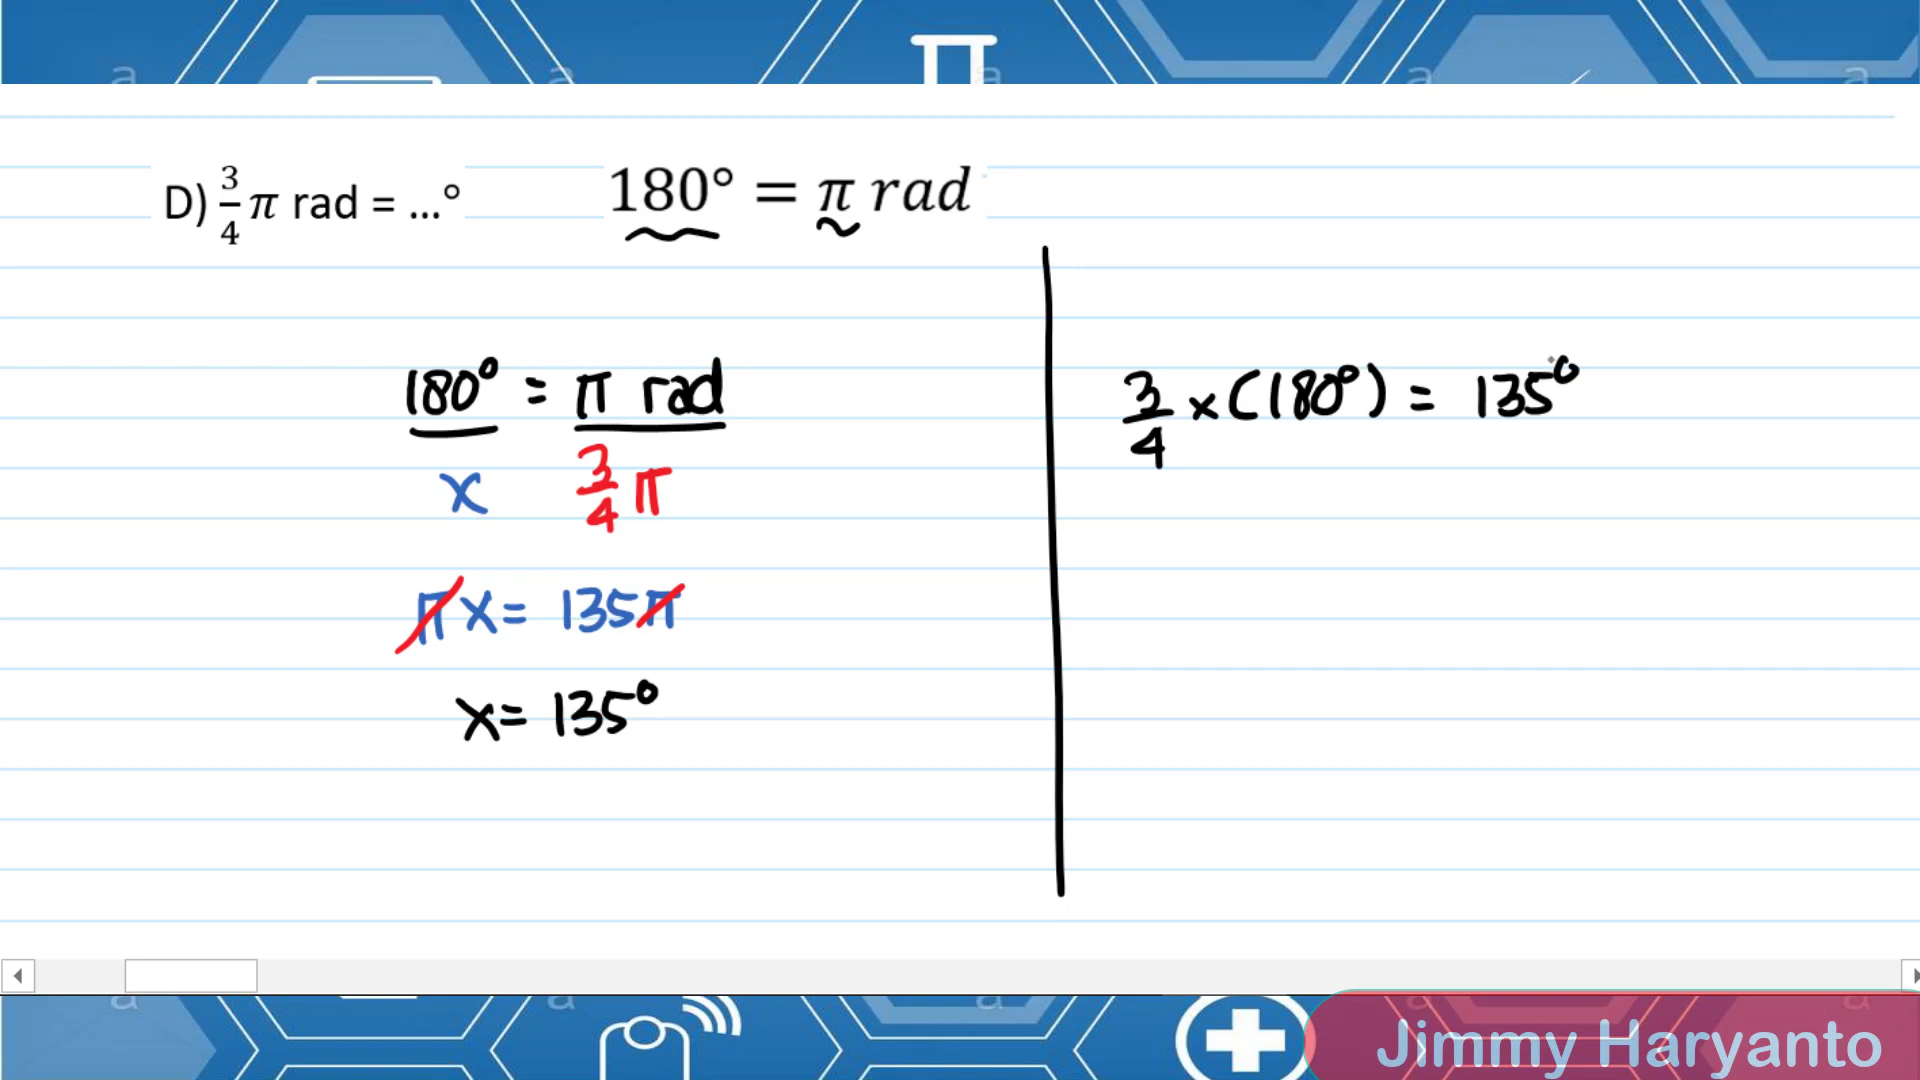 D) 3/4 π rad = ...°
180° = π rad
180° = π rad
x 3/4 π
πx = 135π
x = 135°
3/4 x (180°) = 135°
a a a a a
a a a a a
Jimmy Haryanto